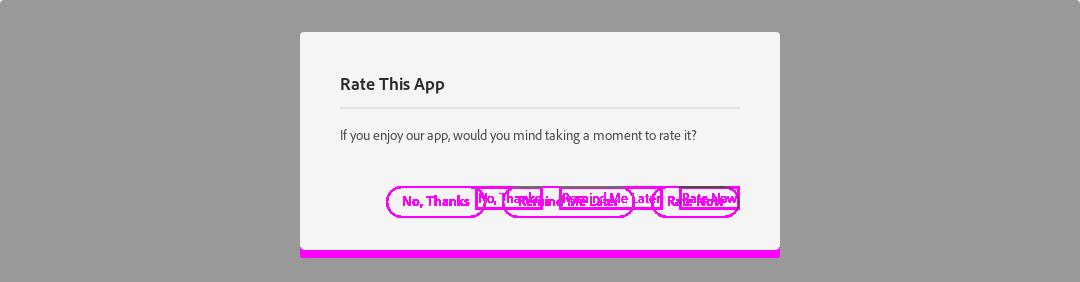 Rate This App
If you enjoy our app, would you mind taking a moment to rate it?
No, Thanks No, Thanks Remind Me Later Remind Me Later Rate Now Rate Now